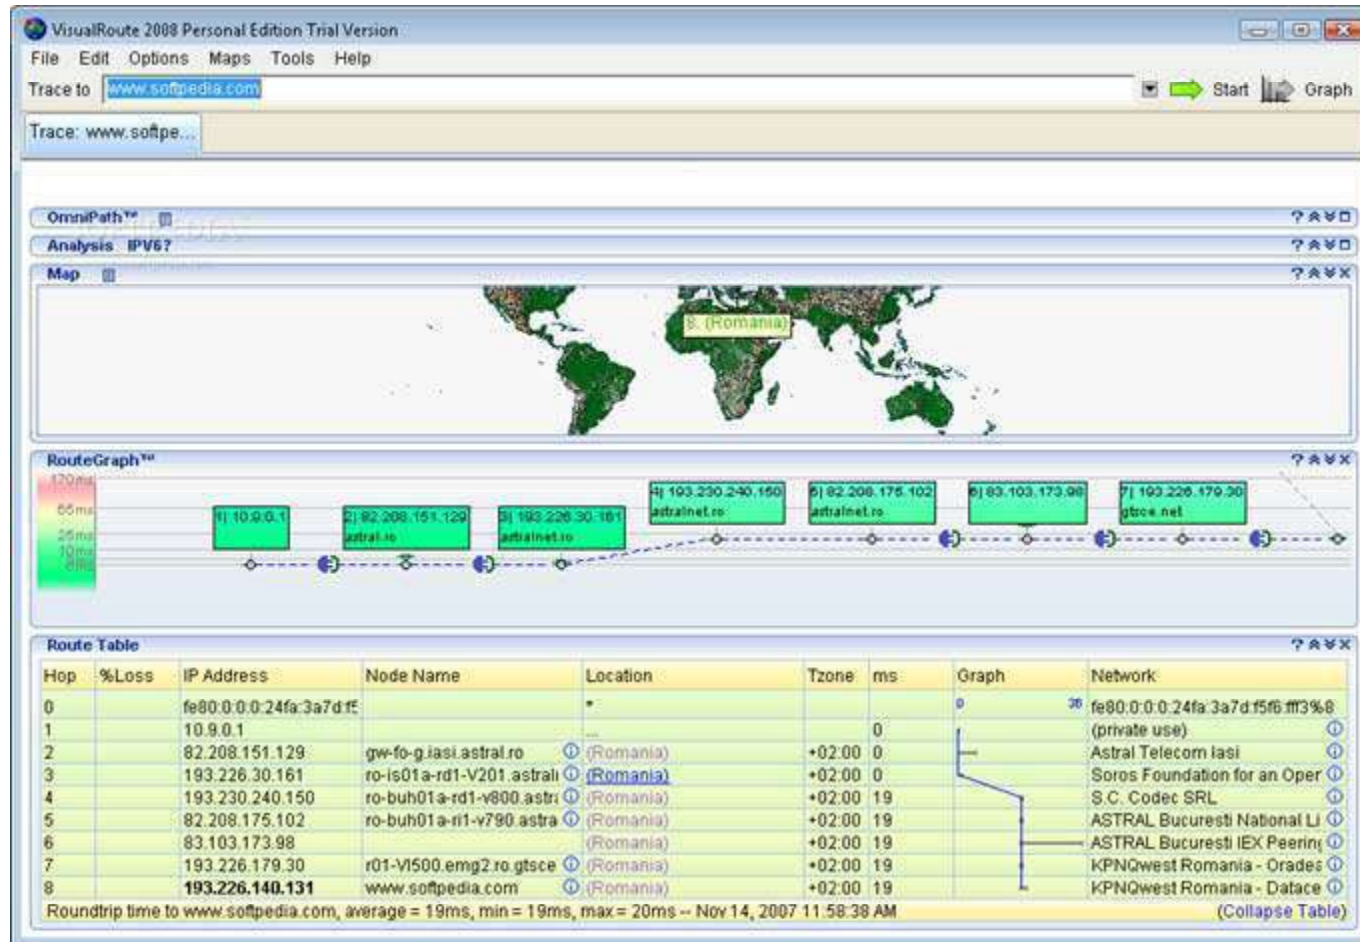 VisualRoute 2008 Personal Edition Trial Version
File Edit Options Maps Tools Help
Trace to www.softpedia.com Start Graph
Trace: www.softpe...
OmniPath™
Analysis IPV6?
Map
8. (Romania)
RouteGraph™
170ms
65ms
25ms
10ms
1) 10.9.0.1
2) 82.208.151.129
astral.ro
3) 193.226.30.161
astralnet.ro
4) 193.230.240.150
astralnet.ro
5) 82.208.175.102
astralnet.ro
6) 83.103.173.98
7) 193.226.179.30
gtsce.net
Route Table
Hop %Loss IP Address Node Name Location Tzone ms Graph Network
0 fe80:0:0:0:24fa:3a7d:f5 * 0 fe80:0:0:0:24fa:3a7d:f5f6:fff3%8
1 10.9.0.1 ... 0 (private use)
2 82.208.151.129 gw-fo-g.iasi.astral.ro (Romania) +02:00 0 Astral Telecom Iasi
3 193.226.30.161 ro-is01a-rd1-V201.astral (Romania) +02:00 0 Soros Foundation for an Oper
4 193.230.240.150 ro-buh01a-rd1-v800.astr (Romania) +02:00 19 S.C. Codec SRL
5 82.208.175.102 ro-buh01a-ri1-v790.astra (Romania) +02:00 19 ASTRAL Bucuresti National Li
6 83.103.173.98 (Romania) +02:00 19 ASTRAL Bucuresti IEX Peering
7 193.226.179.30 r01-Vl500.emg2.ro.gtsce (Romania) +02:00 19 KPNQwest Romania - Orades
8 193.226.140.131 www.softpedia.com (Romania) +02:00 19 KPNQwest Romania - Datace
Roundtrip time to www.softpedia.com, average = 19ms, min = 19ms, max = 20ms -- Nov 14, 2007 11:58:38 AM (Collapse Table)